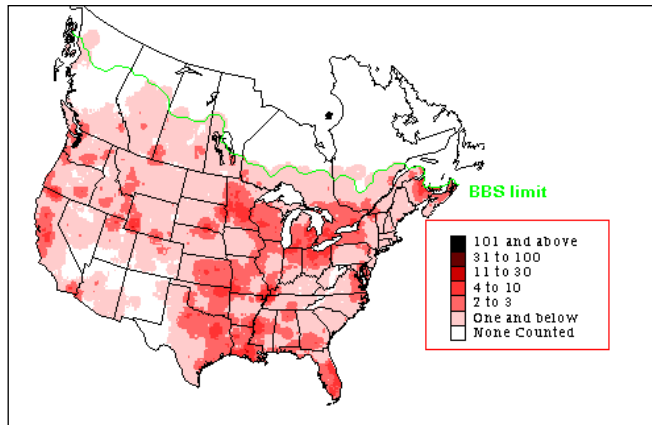 BBS limit
101 and above
31 to 100
11 to 30
4 to 10
2 to 3
One and below
None Counted